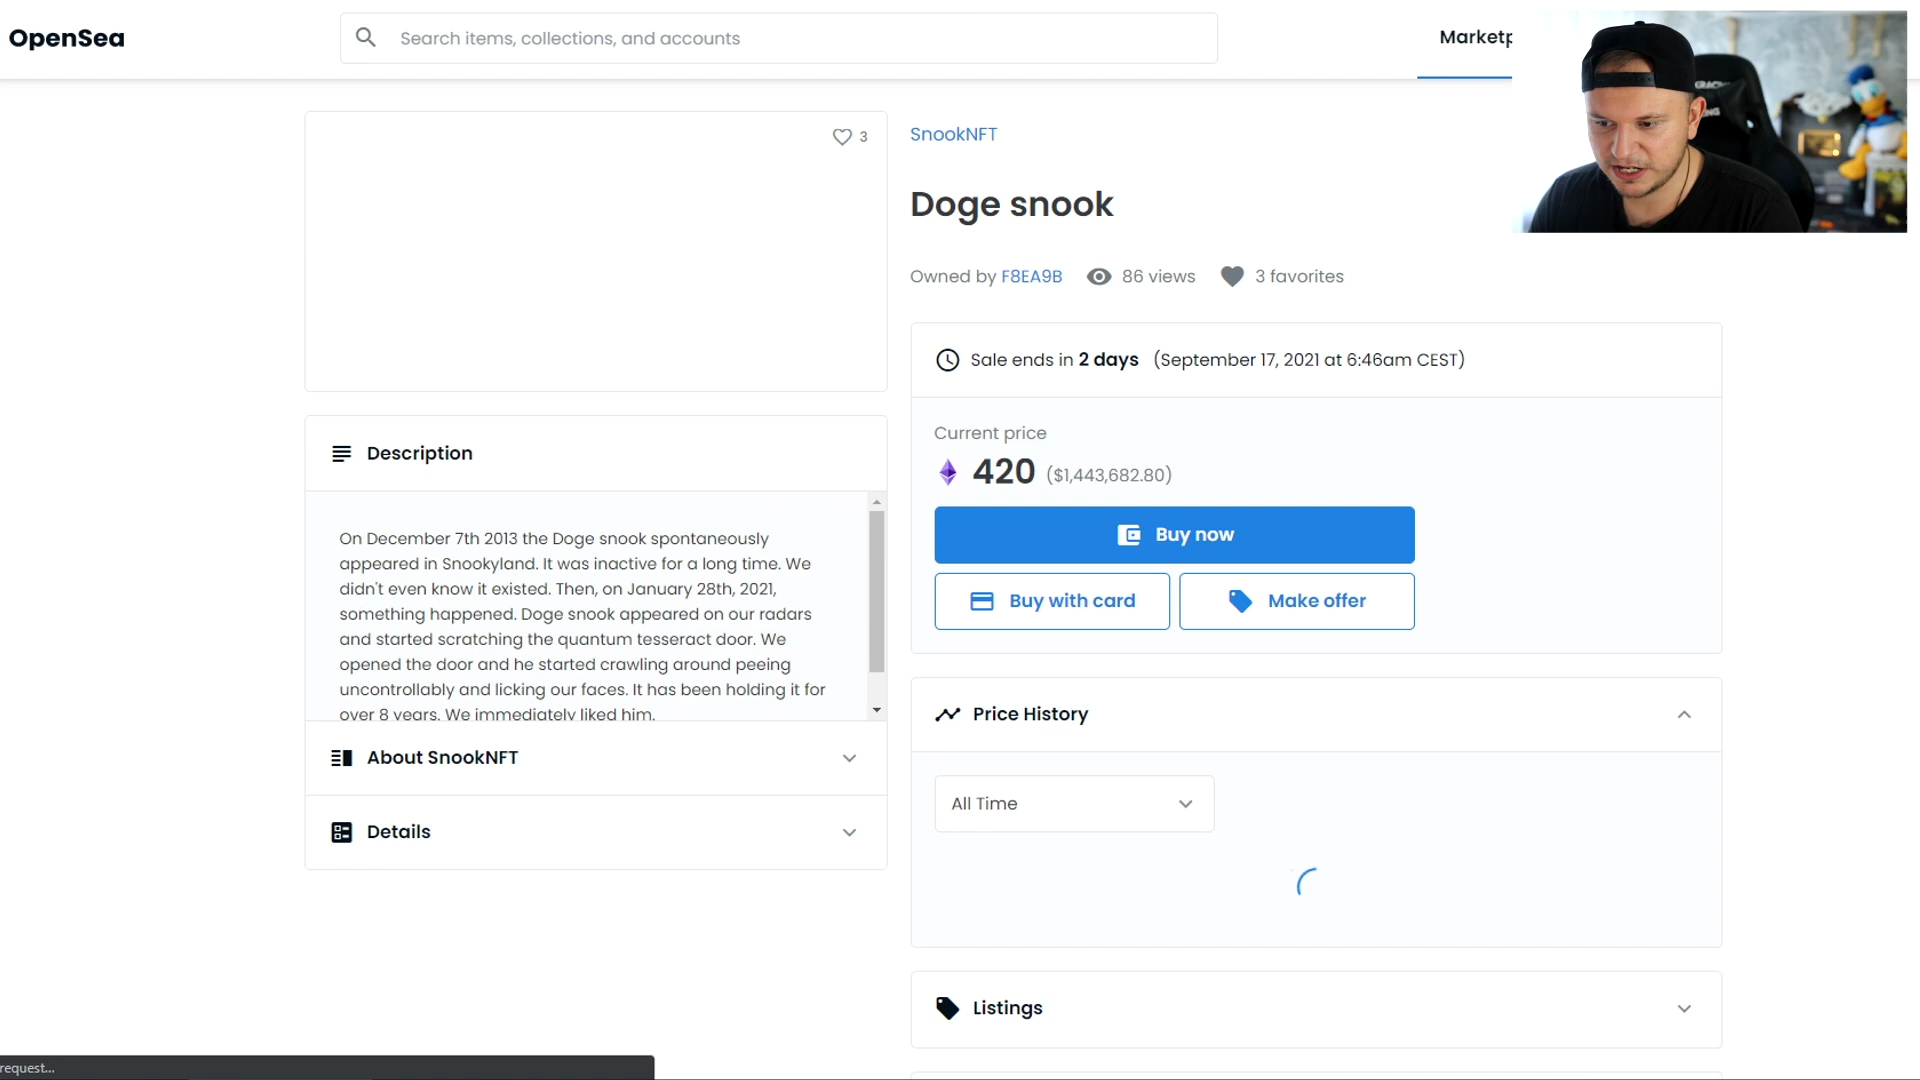 OpenSea
Search items, collections, and accounts
Marketp
3
SnookNFT
Doge snook
Owned by F8EA9B 86 views 3 favorites
Sale ends in 2 days (September 17, 2021 at 6:46am CEST)
Current price
420 ($1,443,682.80)
Buy now
Buy with card
Make offer
Description
On December 7th 2013 the Doge snook spontaneously
appeared in Snookyland. It was inactive for a long time. We
didn't even know it existed. Then, on January 28th, 2021,
something happened. Doge snook appeared on our radars
and started scratching the quantum tesseract door. We
opened the door and he started crawling around peeing
uncontrollably and licking our faces. It has been holding it for
over 8 years. We immediately liked him.
About SnookNFT
Details
Price History
All Time
Listings
request...